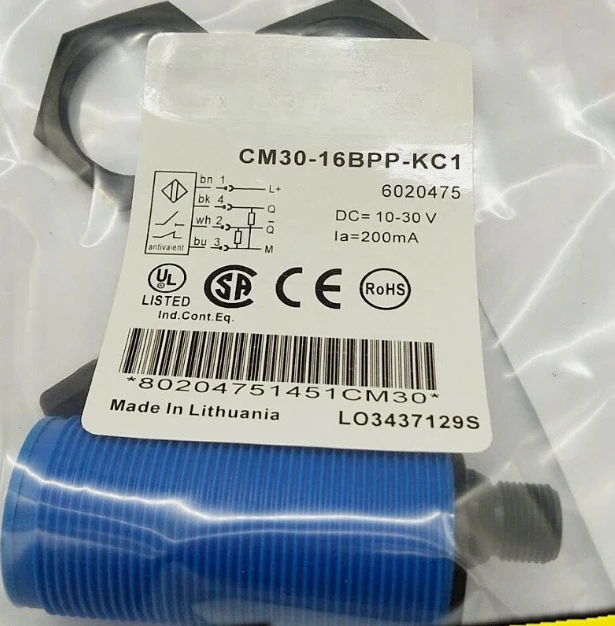 CM30-16BPP-KC1
6020475
bn 1 L+
bk 4 Q
wh 2 Q̅
bu 3 M
antivalent
DC= 10-30 V
Ia=200mA
UL
LISTED
Ind.Cont.Eq.
SA
CE
RoHS
*80204751451CM30*
Made In Lithuania
LO3437129S